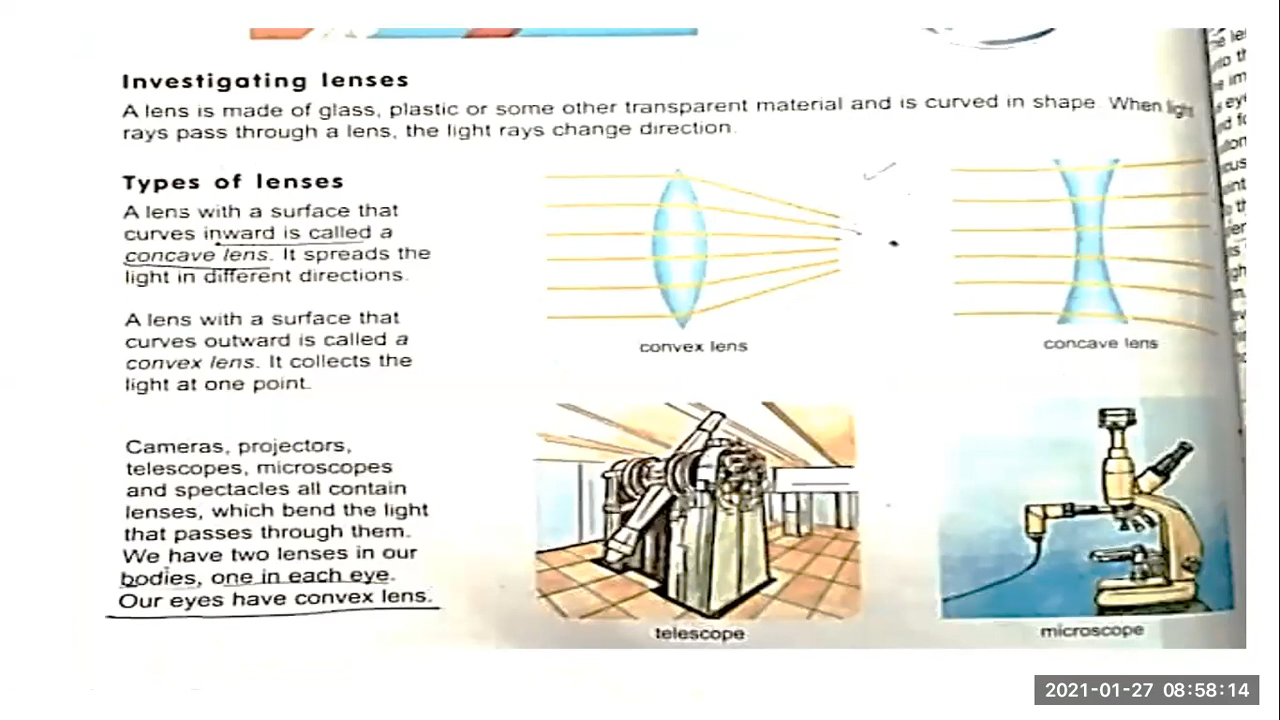 Investigating lenses
A lens is made of glass, plastic or some other transparent material and is curved in shape. When light
rays pass through a lens, the light rays change direction.
Types of lenses
A lens with a surface that
curves inward is called a
concave lens. It spreads the
light in different directions.
A lens with a surface that
curves outward is called a
convex lens. It collects the
light at one point.
convex lens
concave lens
Cameras, projectors,
telescopes, microscopes
and spectacles all contain
lenses, which bend the light
that passes through them.
We have two lenses in our
bodies, one in each eye.
Our eyes have convex lens.
telescope
microscope
2021-01-27 08:58:14